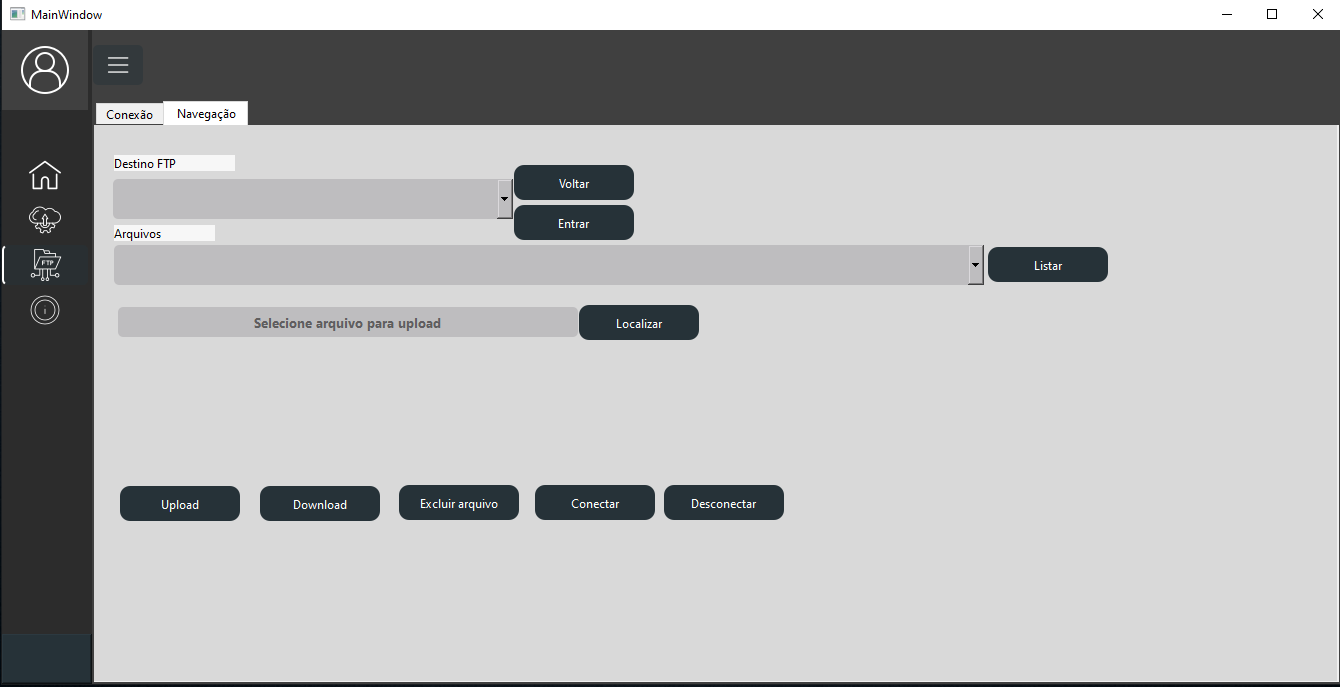 MainWindow
Conexão
Navegação
Destino FTP
Voltar
Entrar
Arquivos
FTP
Listar
Selecione arquivo para upload
Localizar
Upload
Download
Excluir arquivo
Conectar
Desconectar